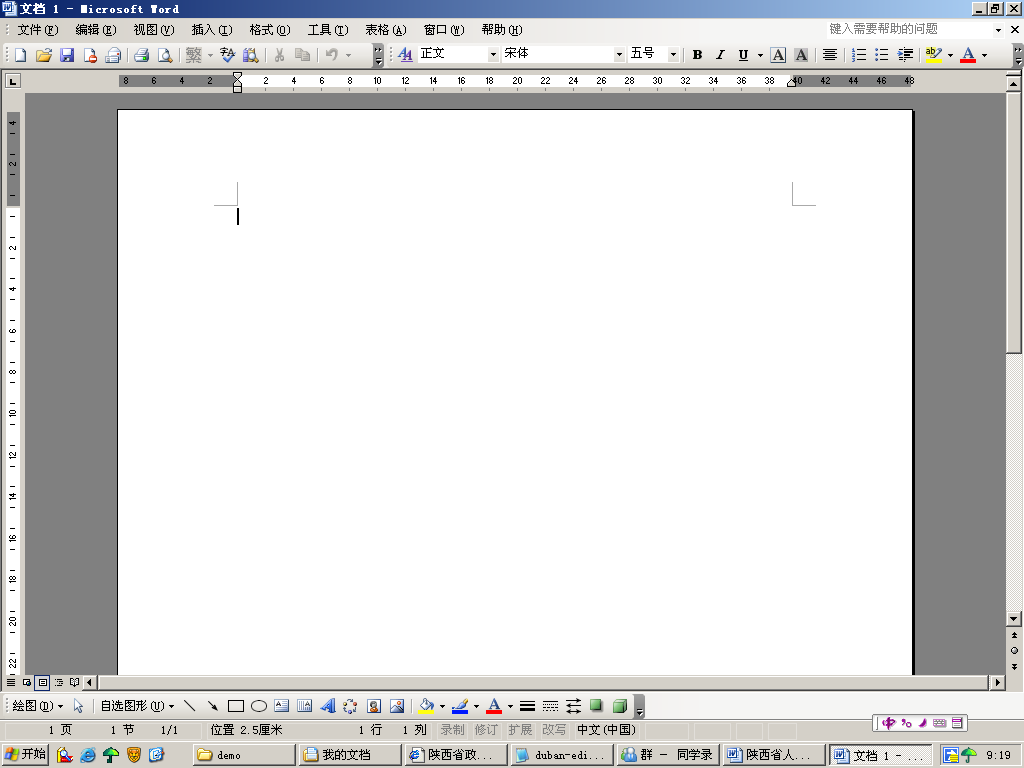 文档 1 - Microsoft Word
文件(F) 编辑(E) 视图(V) 插入(I) 格式(O) 工具(T) 表格(A) 窗口(W) 帮助(H) 键入需要帮助的问题
繁 正文 宋体 五号 B I U A A ab A
L 8 6 4 2 2 4 6 8 10 12 14 16 18 20 22 24 26 28 30 32 34 36 38 40 42 44 46 48
4
2
2
4
6
8
10
12
14
16
18
20
22
绘图(D) 自选图形(U) A
1 页 1 节 1/1 位置 2.5厘米 1 行 1 列 录制 修订 扩展 改写 中文(中国)
中
开始 demo 我的文档 陕西省政... duban-edi... 群 — 同学录 陕西省人... 文档 1 - ... 9:19